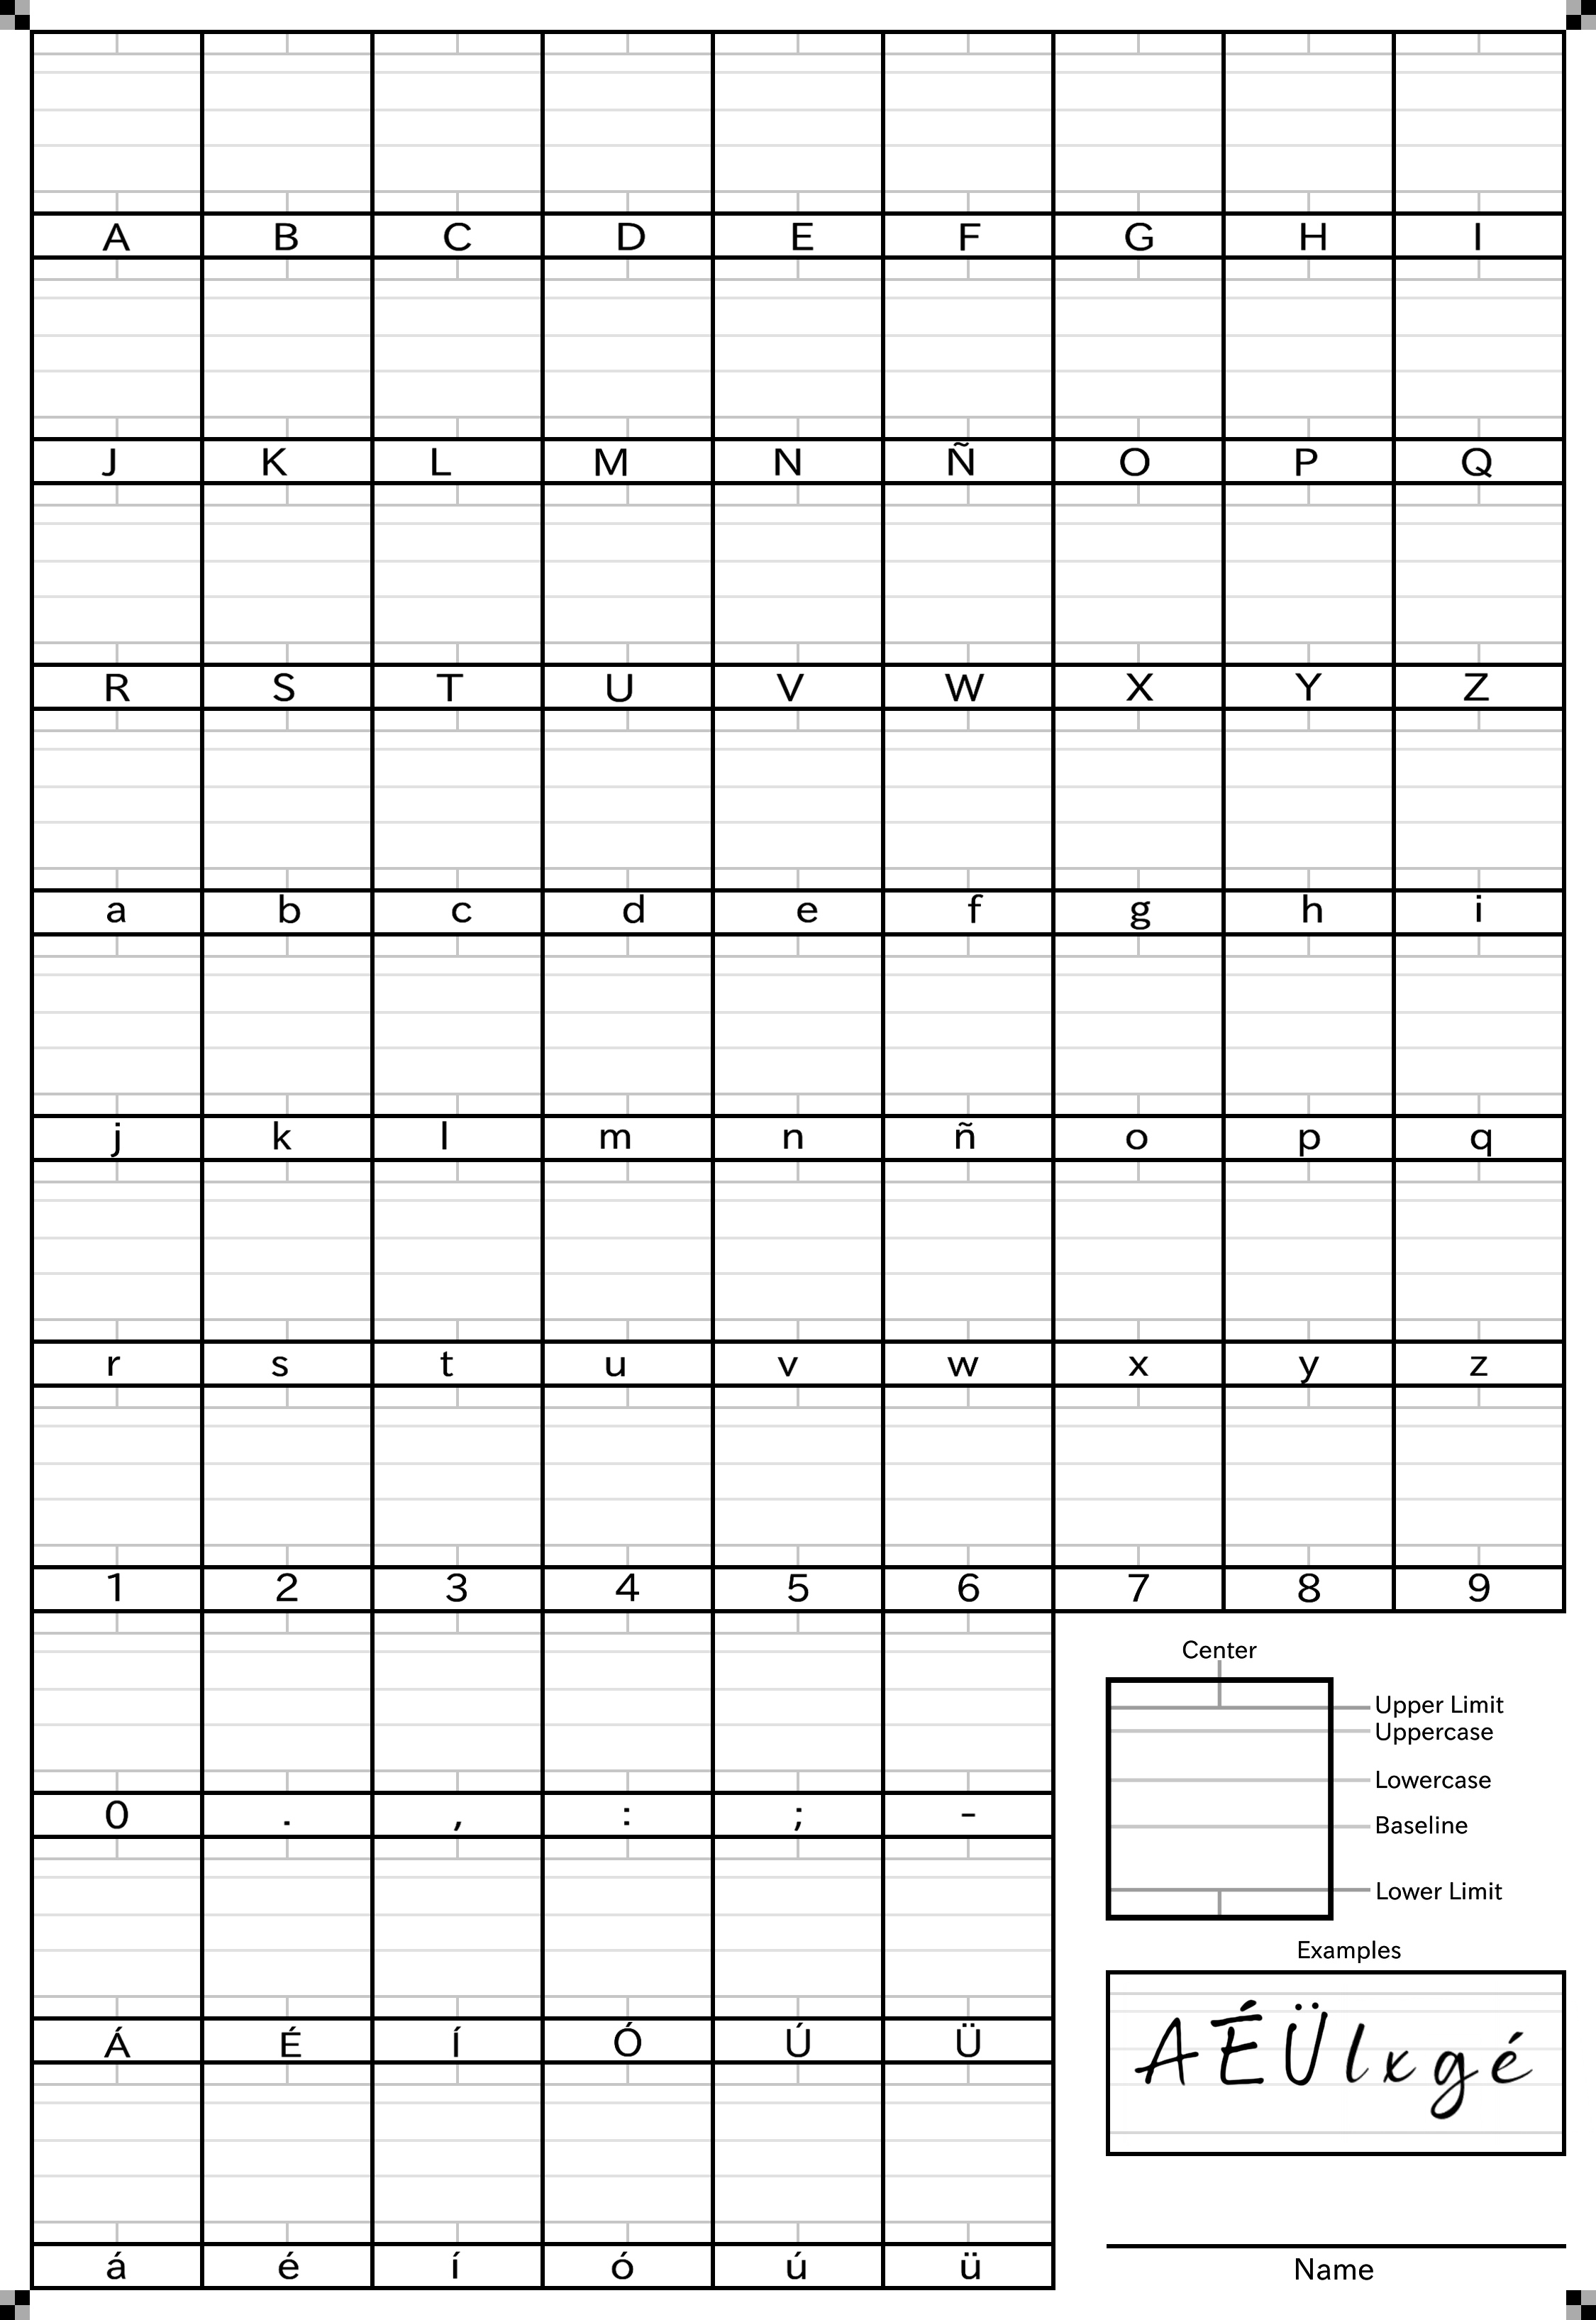 A B C D E F G H I
J K L M N Ñ O P Q
R S T U V W X Y Z
a b c d e f g h i
j k l m n ñ o p q
r s t u v w x y z
1 2 3 4 5 6 7 8 9
0 . , : ; -
Á É Í Ó Ú Ü
á é í ó ú ü
Center
Upper Limit
Uppercase
Lowercase
Baseline
Lower Limit
Examples
A É Ü l x g é
Name